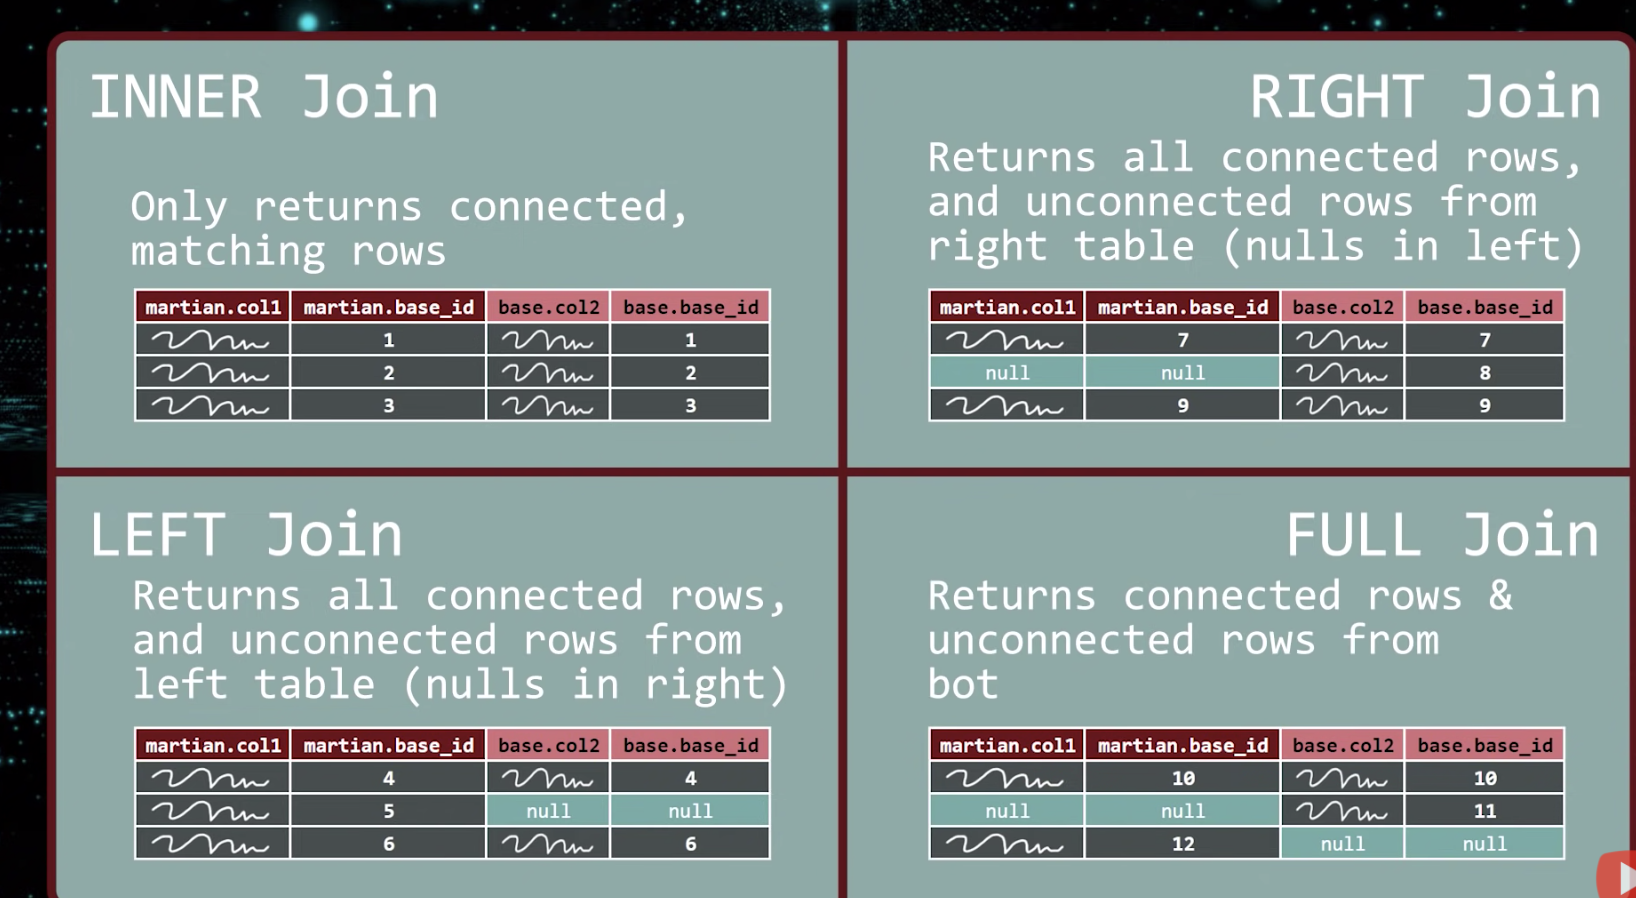 INNER Join
Only returns connected,
matching rows
martian.col1 martian.base_id base.col2 base.base_id
1 1
2 2
3 3
RIGHT Join
Returns all connected rows,
and unconnected rows from
right table (nulls in left)
martian.col1 martian.base_id base.col2 base.base_id
7 7
null null 8
9 9
LEFT Join
Returns all connected rows,
and unconnected rows from
left table (nulls in right)
martian.col1 martian.base_id base.col2 base.base_id
4 4
5 null null
6 6
FULL Join
Returns connected rows &
unconnected rows from
bot
martian.col1 martian.base_id base.col2 base.base_id
10 10
null null 11
12 null null